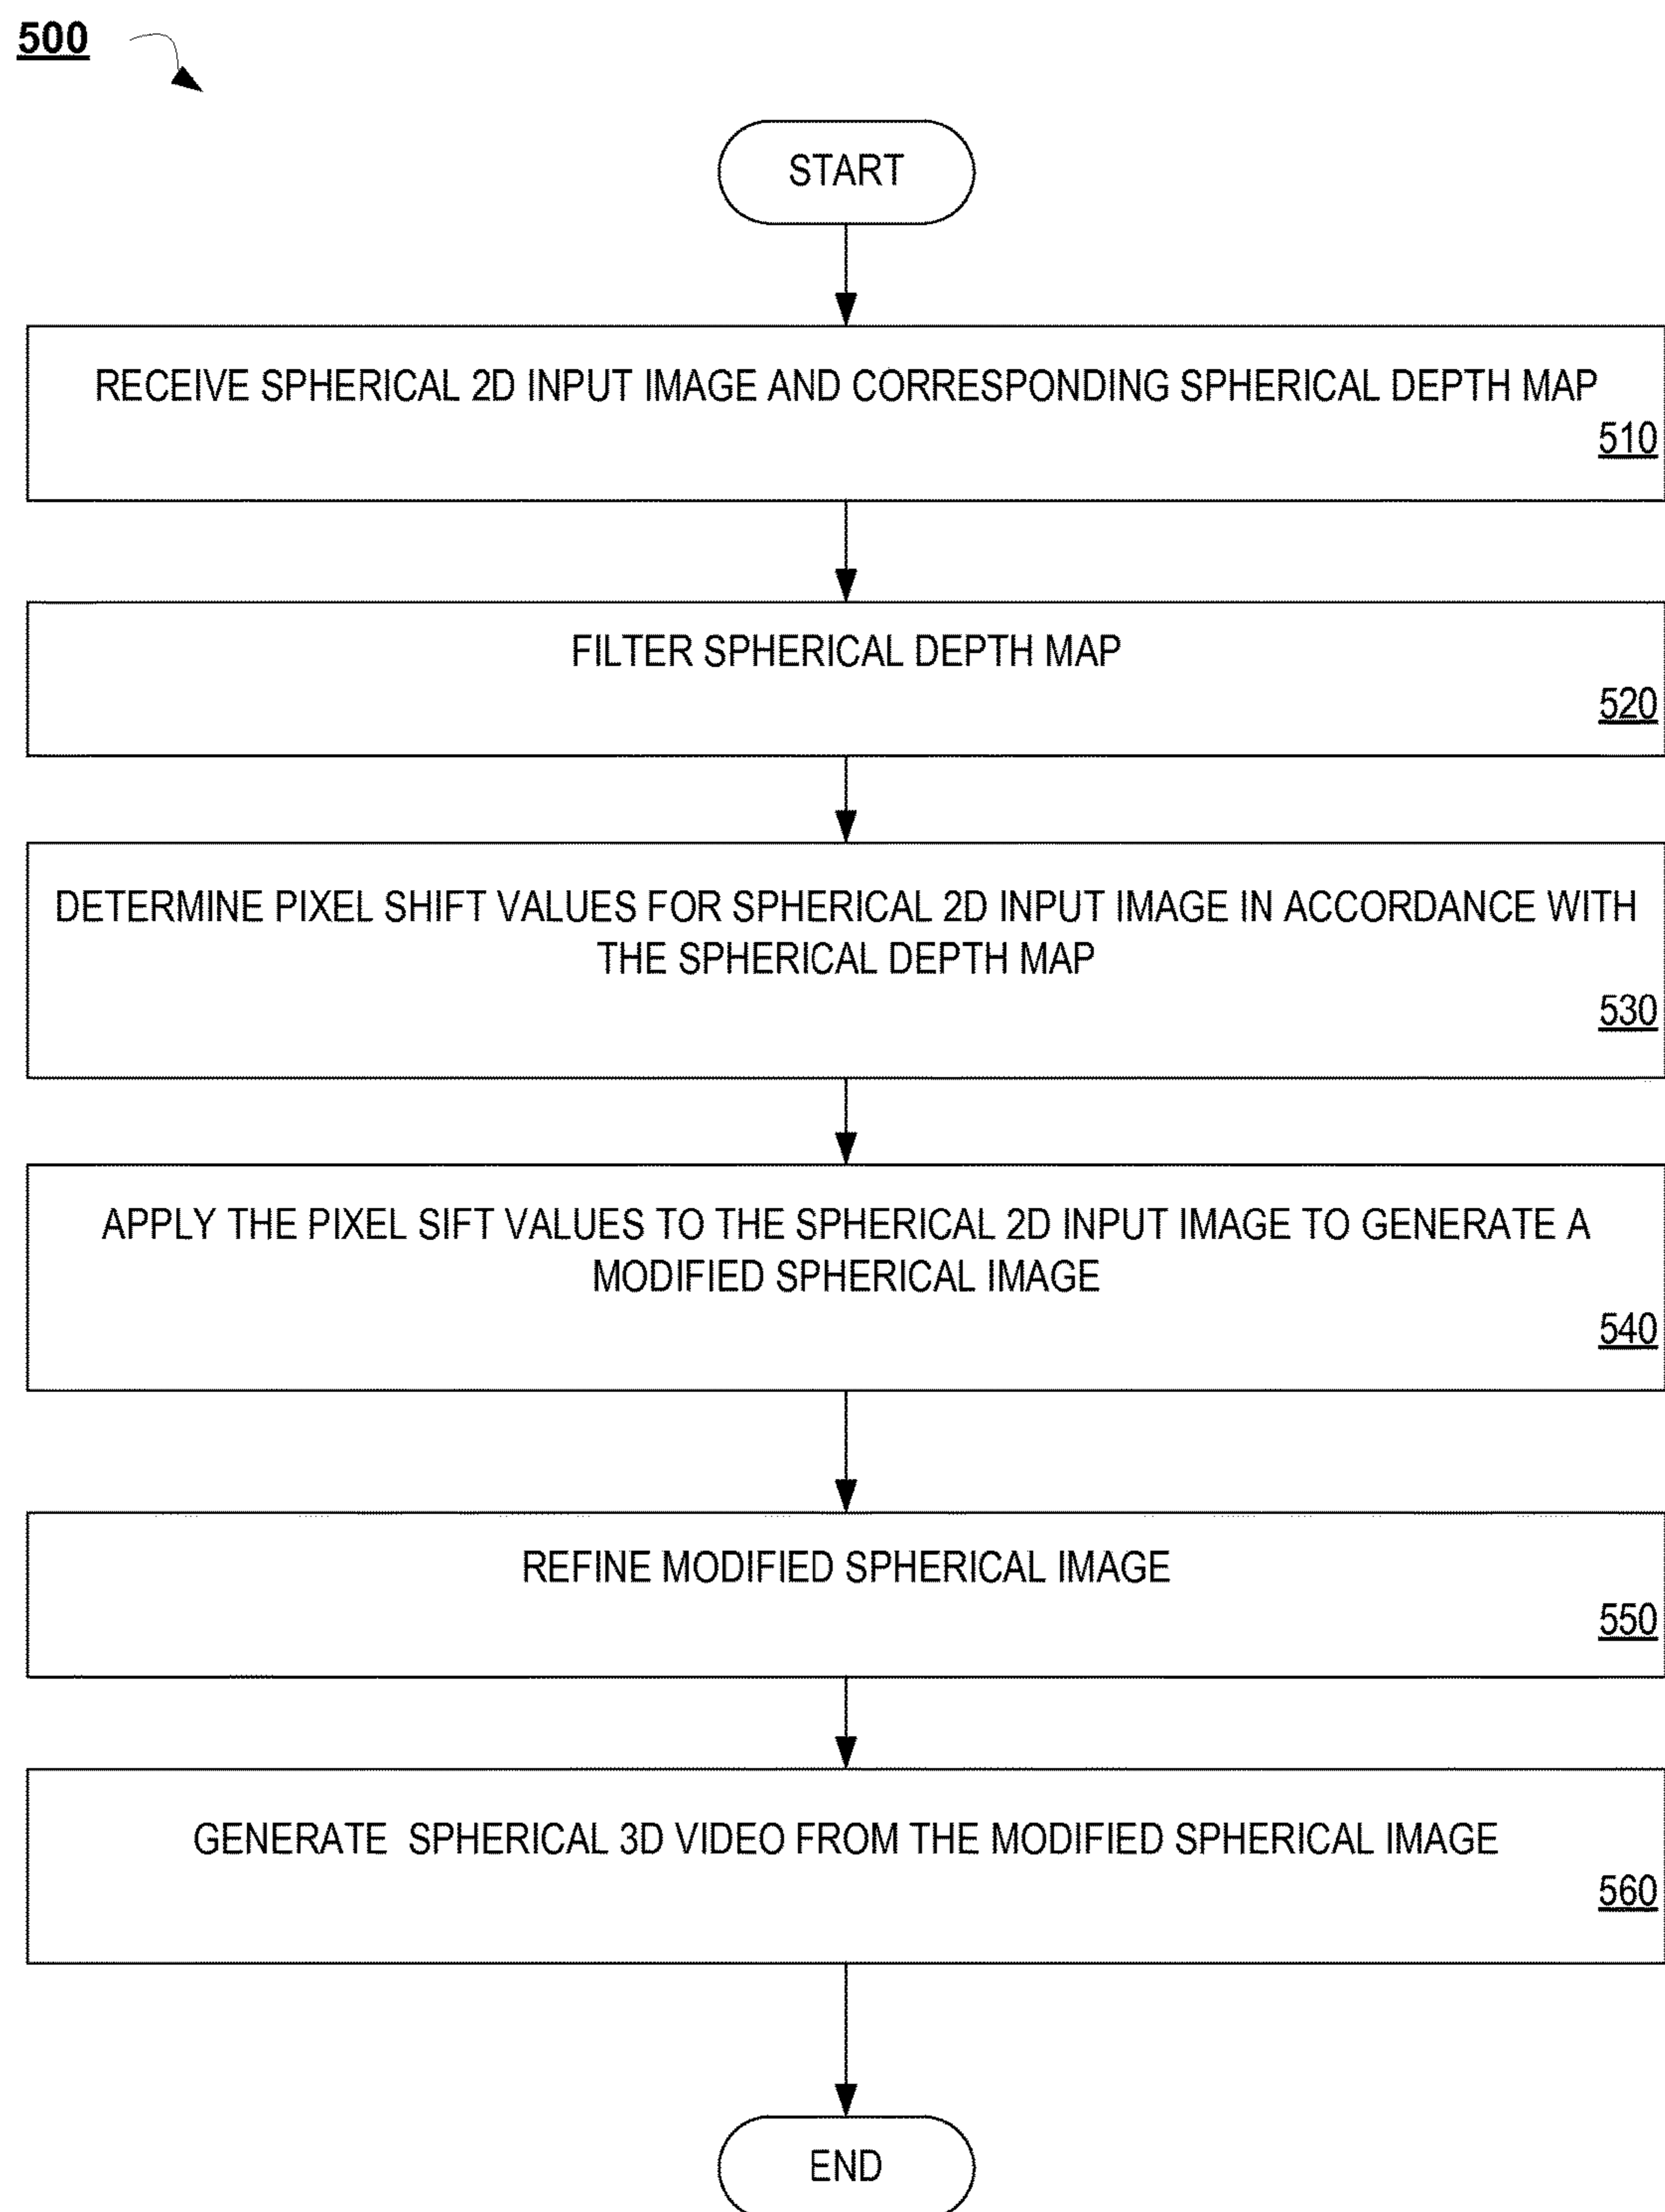 500
START
RECEIVE SPHERICAL 2D INPUT IMAGE AND CORRESPONDING SPHERICAL DEPTH MAP
510
FILTER SPHERICAL DEPTH MAP
520
DETERMINE PIXEL SHIFT VALUES FOR SPHERICAL 2D INPUT IMAGE IN ACCORDANCE WITH
THE SPHERICAL DEPTH MAP
530
APPLY THE PIXEL SIFT VALUES TO THE SPHERICAL 2D INPUT IMAGE TO GENERATE A
MODIFIED SPHERICAL IMAGE
540
REFINE MODIFIED SPHERICAL IMAGE
550
GENERATE SPHERICAL 3D VIDEO FROM THE MODIFIED SPHERICAL IMAGE
560
END